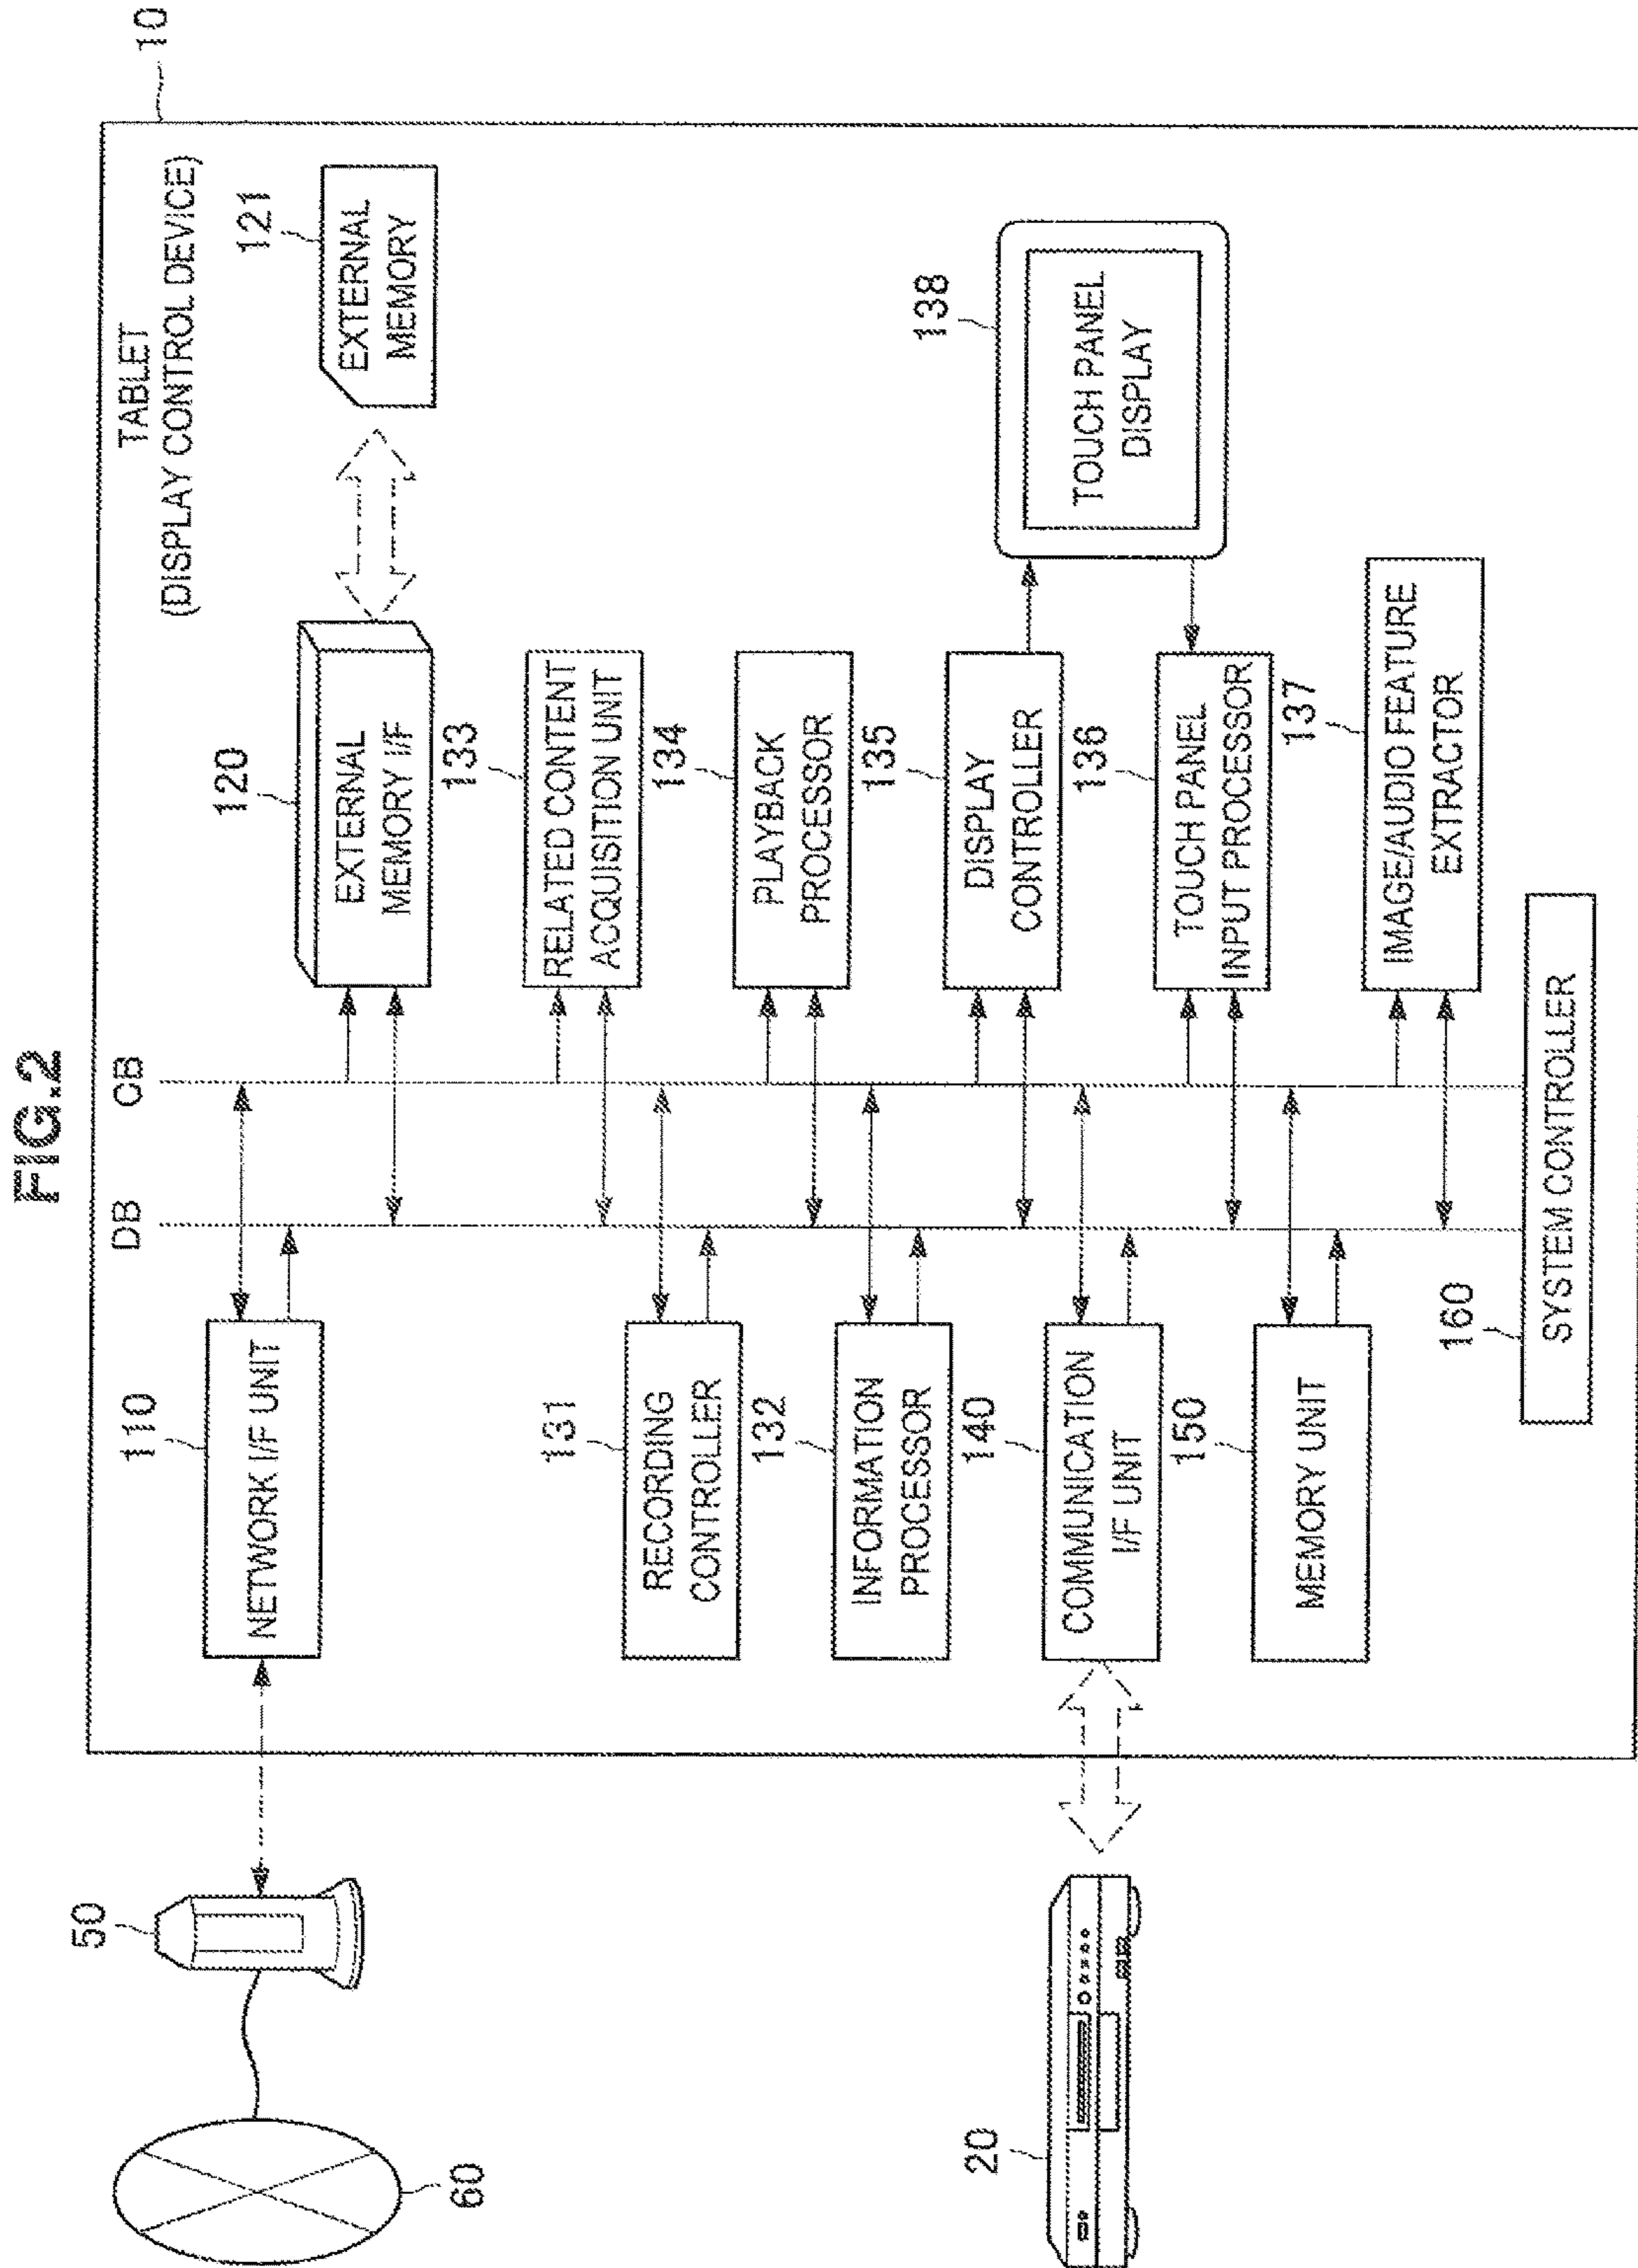 FIG.2
10
TABLET
(DISPLAY CONTROL DEVICE)
DB
CB
50
60
110
NETWORK I/F UNIT
120
EXTERNAL
MEMORY I/F
121
EXTERNAL
MEMORY
133
RELATED CONTENT
ACQUISITION UNIT
131
RECORDING
CONTROLLER
134
PLAYBACK
PROCESSOR
132
INFORMATION
PROCESSOR
135
DISPLAY
CONTROLLER
138
TOUCH PANEL
DISPLAY
20
140
COMMUNICATION
I/F UNIT
136
TOUCH PANEL
INPUT PROCESSOR
150
MEMORY UNIT
137
IMAGE/AUDIO FEATURE
EXTRACTOR
160
SYSTEM CONTROLLER